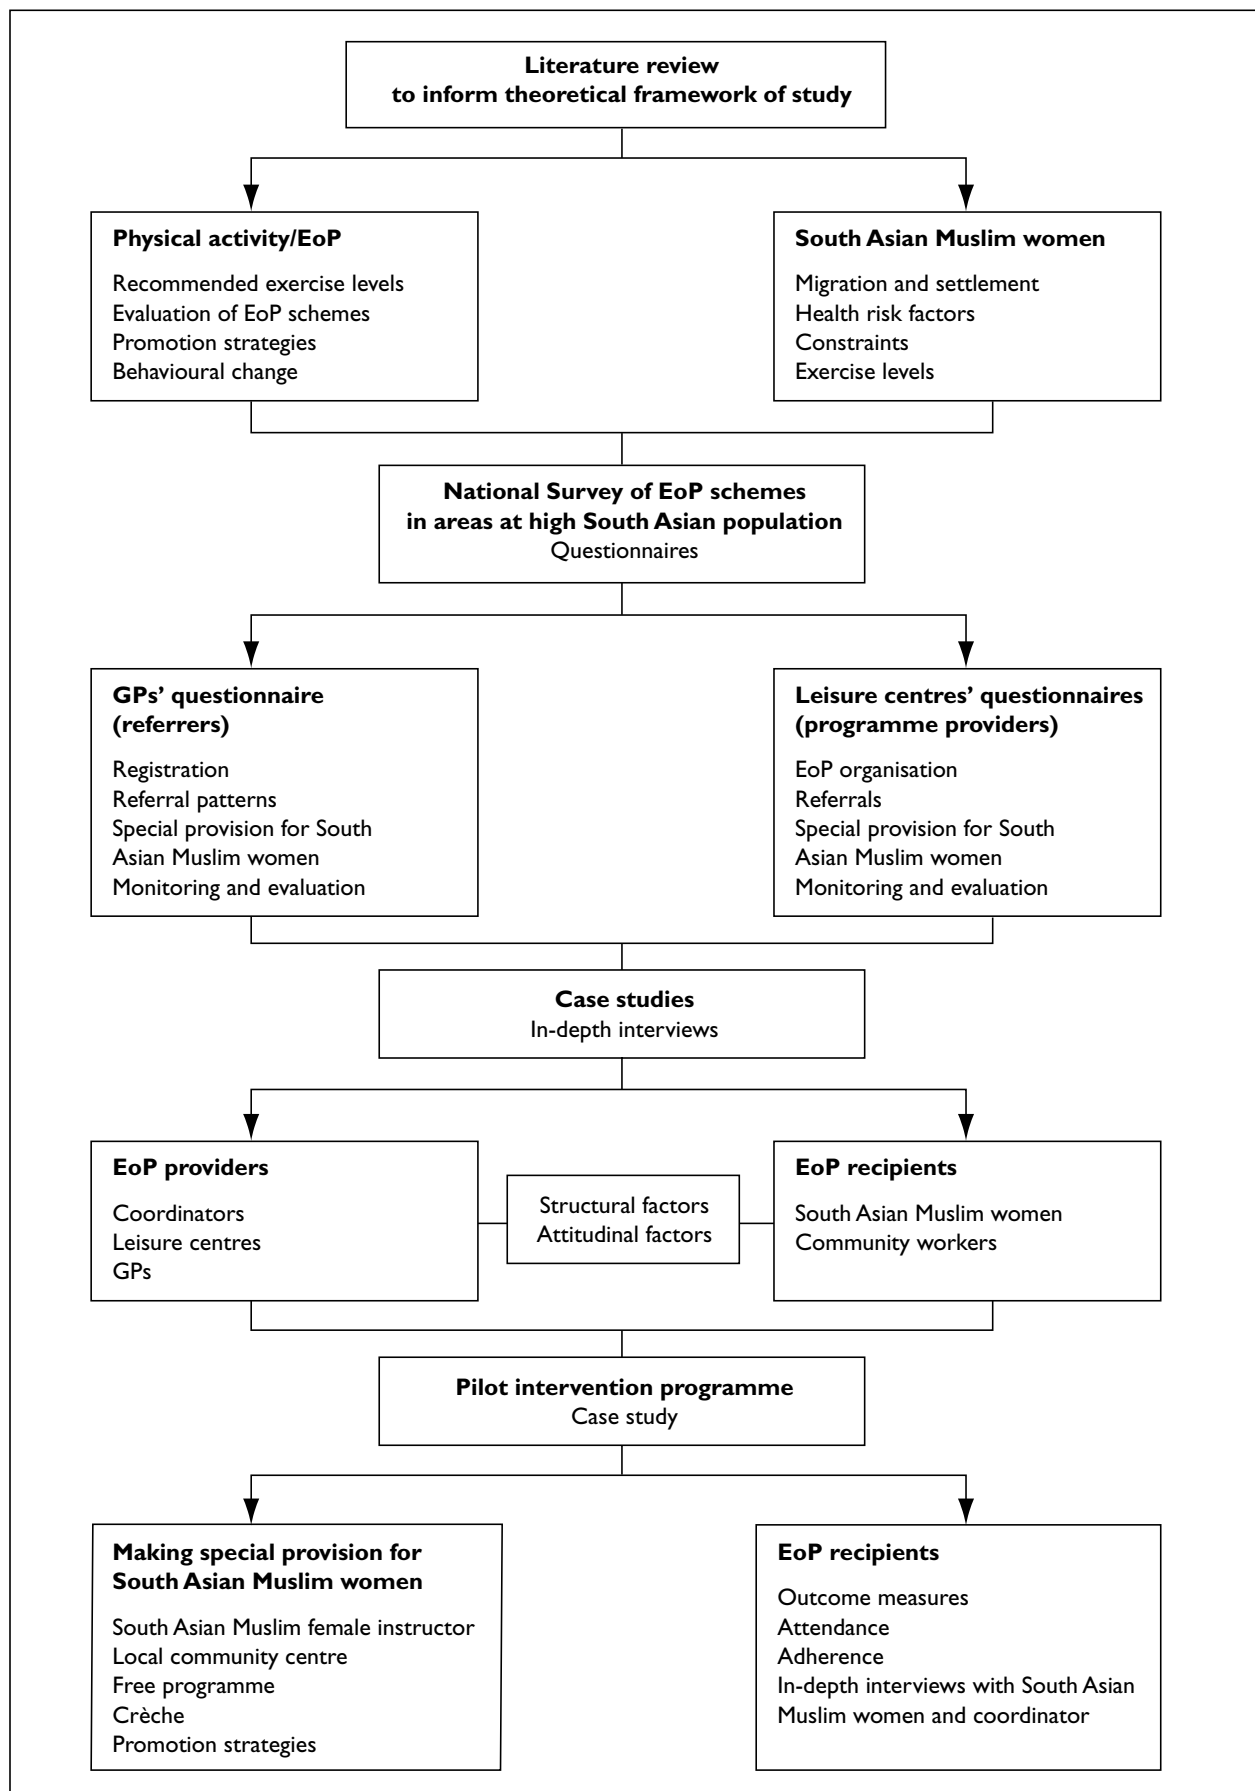 Literature review
to inform theoretical framework of study
Physical activity/EoP
Recommended exercise levels
Evaluation of EoP schemes
Promotion strategies
Behavioural change
South Asian Muslim women
Migration and settlement
Health risk factors
Constraints
Exercise levels
National Survey of EoP schemes
in areas at high South Asian population
Questionnaires
GPs’ questionnaire
(referrers)
Registration
Referral patterns
Special provision for South
Asian Muslim women
Monitoring and evaluation
Leisure centres’ questionnaires
(programme providers)
EoP organisation
Referrals
Special provision for South
Asian Muslim women
Monitoring and evaluation
Case studies
In-depth interviews
EoP providers
Coordinators
Leisure centres
GPs
Structural factors
Attitudinal factors
EoP recipients
South Asian Muslim women
Community workers
Pilot intervention programme
Case study
Making special provision for
South Asian Muslim women
South Asian Muslim female instructor
Local community centre
Free programme
Crèche
Promotion strategies
EoP recipients
Outcome measures
Attendance
Adherence
In-depth interviews with South Asian
Muslim women and coordinator